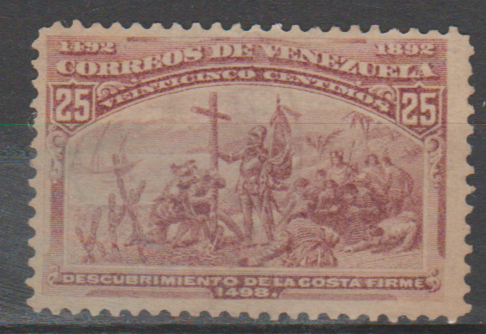 1492 1892
CORREOS DE VENEZUELA
VEINTICINCO CENTIMOS
25 25
DESCUBRIMIENTO DE LA COSTA FIRME
1498.